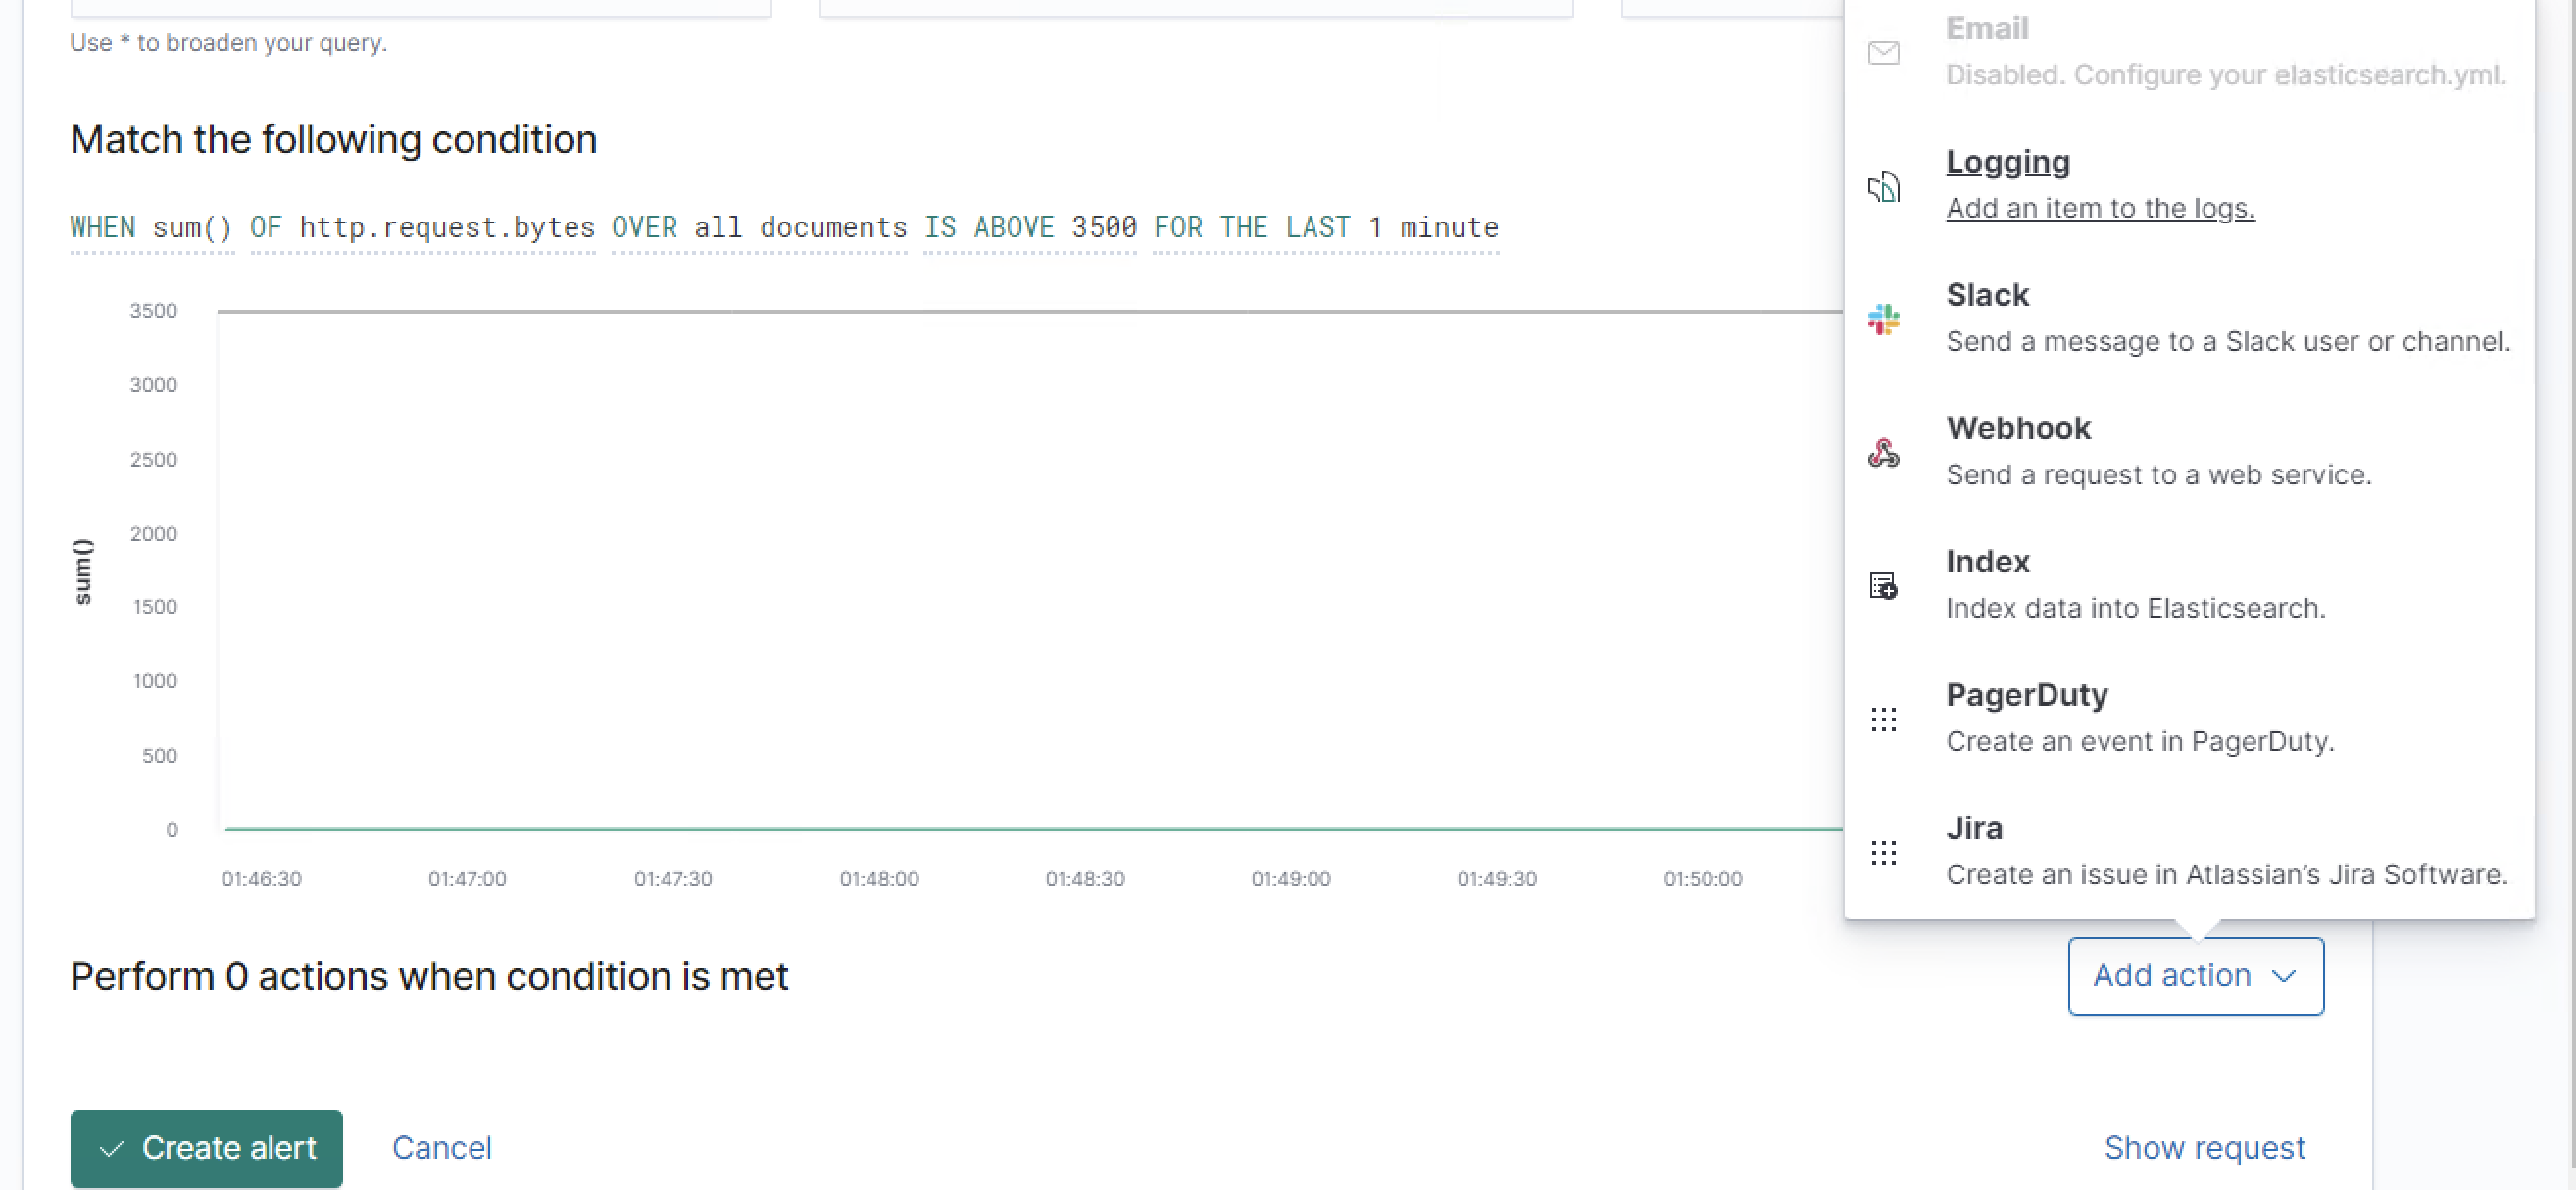 Use * to broaden your query.
Match the following condition
WHEN sum() OF http.request.bytes OVER all documents IS ABOVE 3500 FOR THE LAST 1 minute
3500
3000
2500
2000
1500
1000
500
0
sum()
01:46:30 01:47:00 01:47:30 01:48:00 01:48:30 01:49:00 01:49:30 01:50:00
Email
Disabled. Configure your elasticsearch.yml.
Logging
Add an item to the logs.
Slack
Send a message to a Slack user or channel.
Webhook
Send a request to a web service.
Index
Index data into Elasticsearch.
PagerDuty
Create an event in PagerDuty.
Jira
Create an issue in Atlassian’s Jira Software.
Perform 0 actions when condition is met
Add action
Create alert Cancel Show request